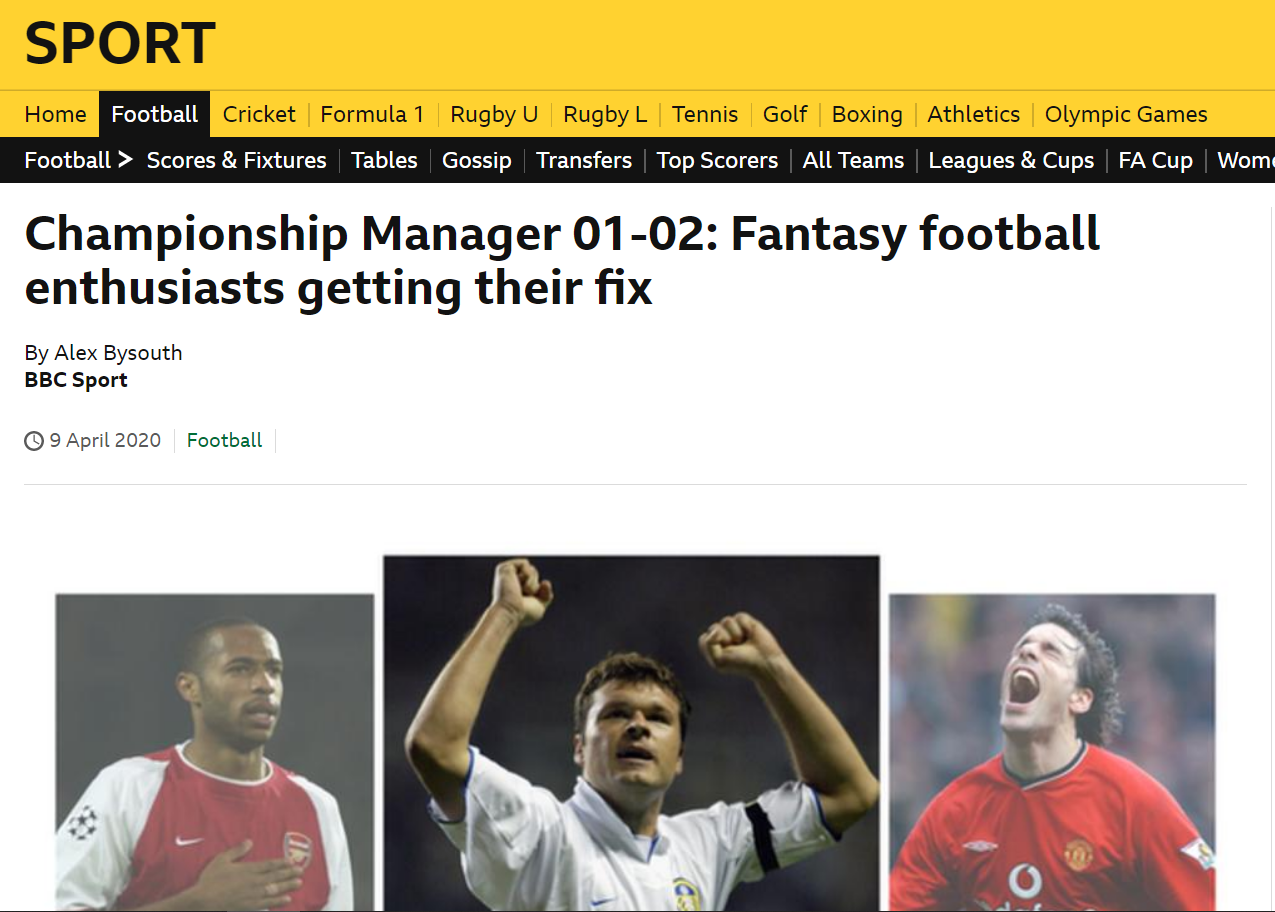 SPORT
Home Football Cricket Formula 1 Rugby U Rugby L Tennis Golf Boxing Athletics Olympic Games
Football Scores & Fixtures Tables Gossip Transfers Top Scorers All Teams Leagues & Cups FA Cup
Championship Manager 01-02: Fantasy football
enthusiasts getting their fix
By Alex Bysouth
BBC Sport
9 April 2020 Football